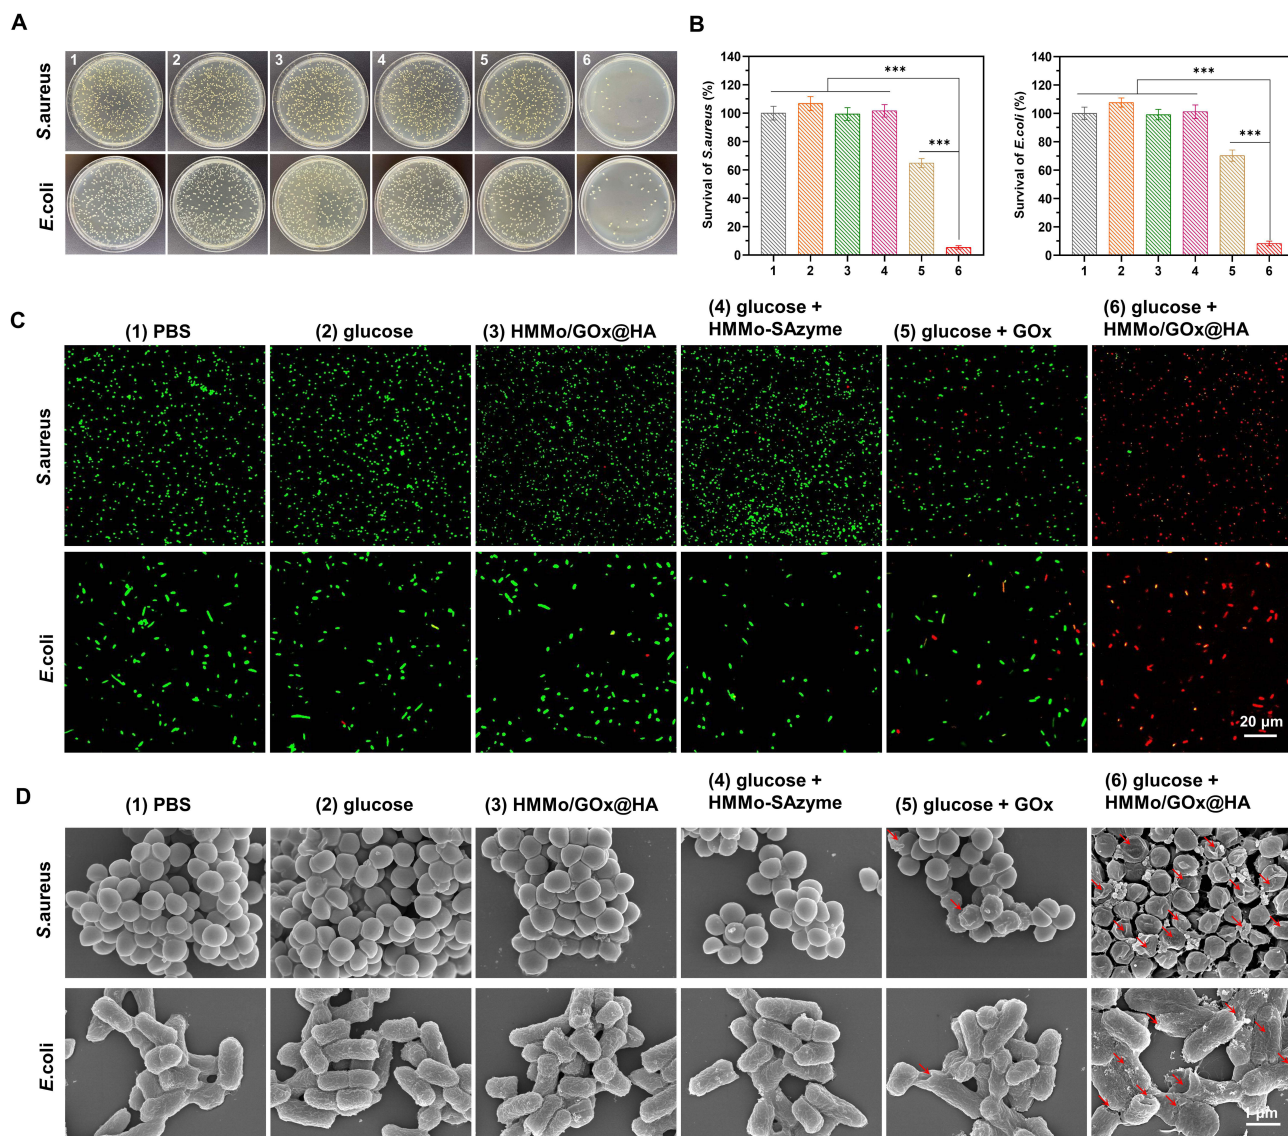 A
B
1 2 3 4 5 6
S.aureus
E.coli
Survival of S.aureus (%)
140
120
100
80
60
40
20
0
***
***
1 2 3 4 5 6
Survival of E.coli (%)
140
120
100
80
60
40
20
0
***
***
1 2 3 4 5 6
C
(1) PBS
(2) glucose
(3) HMMo/GOx@HA
(4) glucose +
HMMo-SAzyme
(5) glucose + GOx
(6) glucose +
HMMo/GOx@HA
S.aureus
E.coli
20 μm
D
(1) PBS
(2) glucose
(3) HMMo/GOx@HA
(4) glucose +
HMMo-SAzyme
(5) glucose + GOx
(6) glucose +
HMMo/GOx@HA
S.aureus
E.coli
1 μm